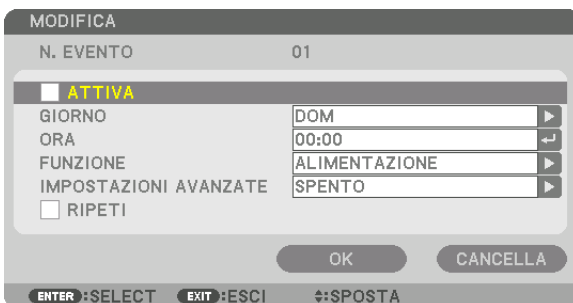 MODIFICA
N. EVENTO 01
ATTIVA
GIORNO DOM
ORA 00:00
FUNZIONE ALIMENTAZIONE
IMPOSTAZIONI AVANZATE SPENTO
RIPETI
OK CANCELLA
ENTER :SELECT EXIT :ESCI :SPOSTA